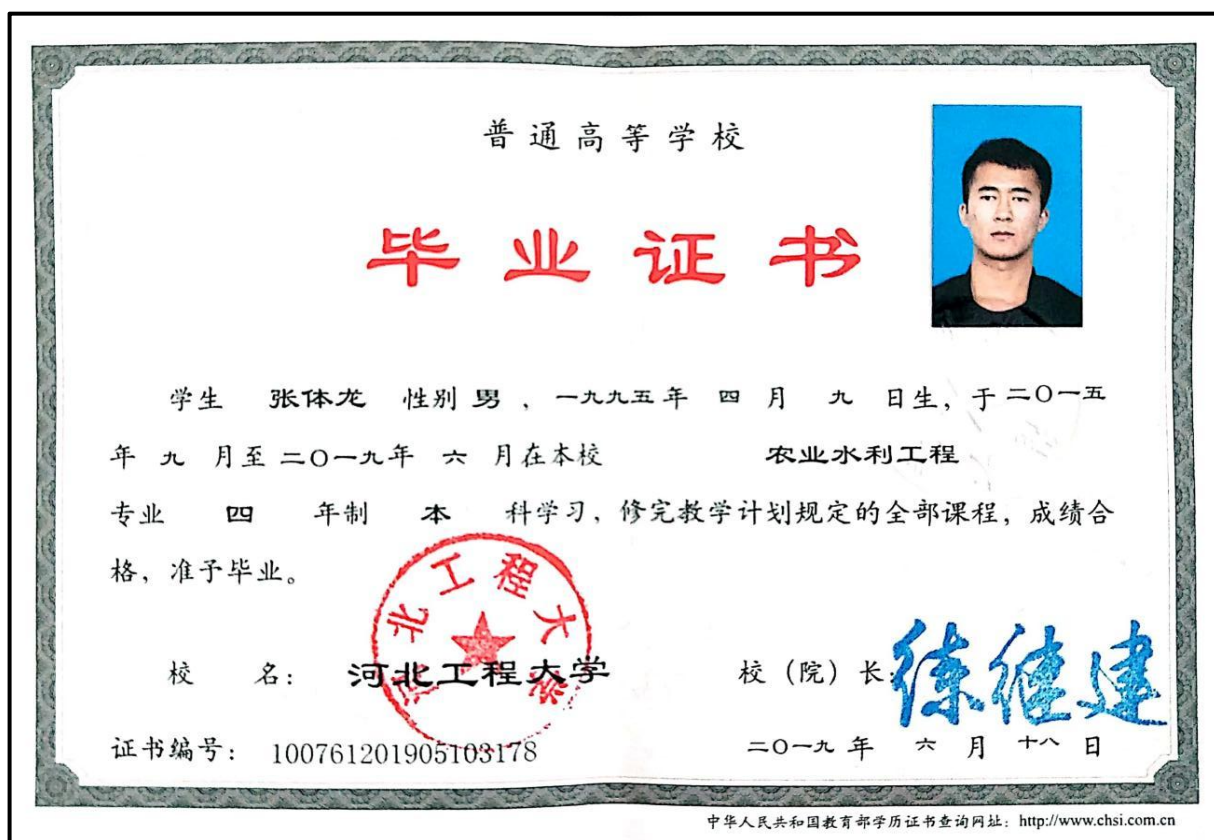 普通高等学校
毕业证书
学生 张体龙 性别 男 ，一九九五年 四 月 九 日生，于二〇一五
年 九 月至二〇一九年 六 月在本校 农业水利工程
专业 四 年制 本 科学习，修完教学计划规定的全部课程，成绩合
格，准予毕业。
河北工程大学
校 名： 河北工程大学 校（院）长：练继建
证书编号： 100761201905103178 二〇一九 年 六 月 十八 日
中华人民共和国教育部学历证书查询网址：http://www.chsi.com.cn